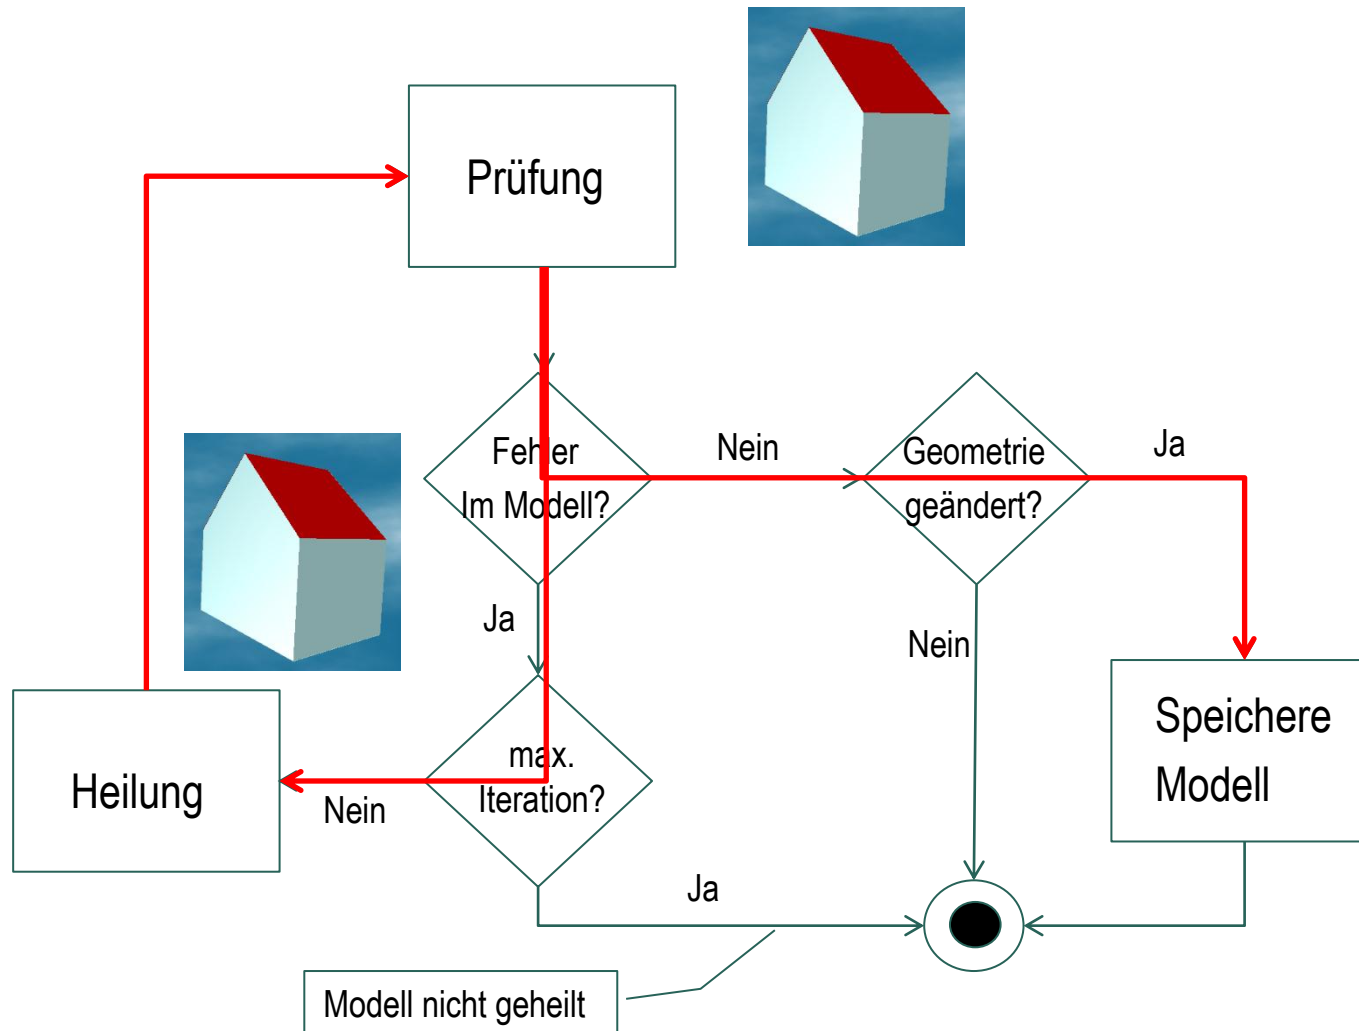 Prüfung
Fehler
Im Modell?
Nein
Geometrie
geändert?
Ja
Ja
Nein
Speichere
Modell
Heilung
Nein
max.
Iteration?
Ja
Modell nicht geheilt